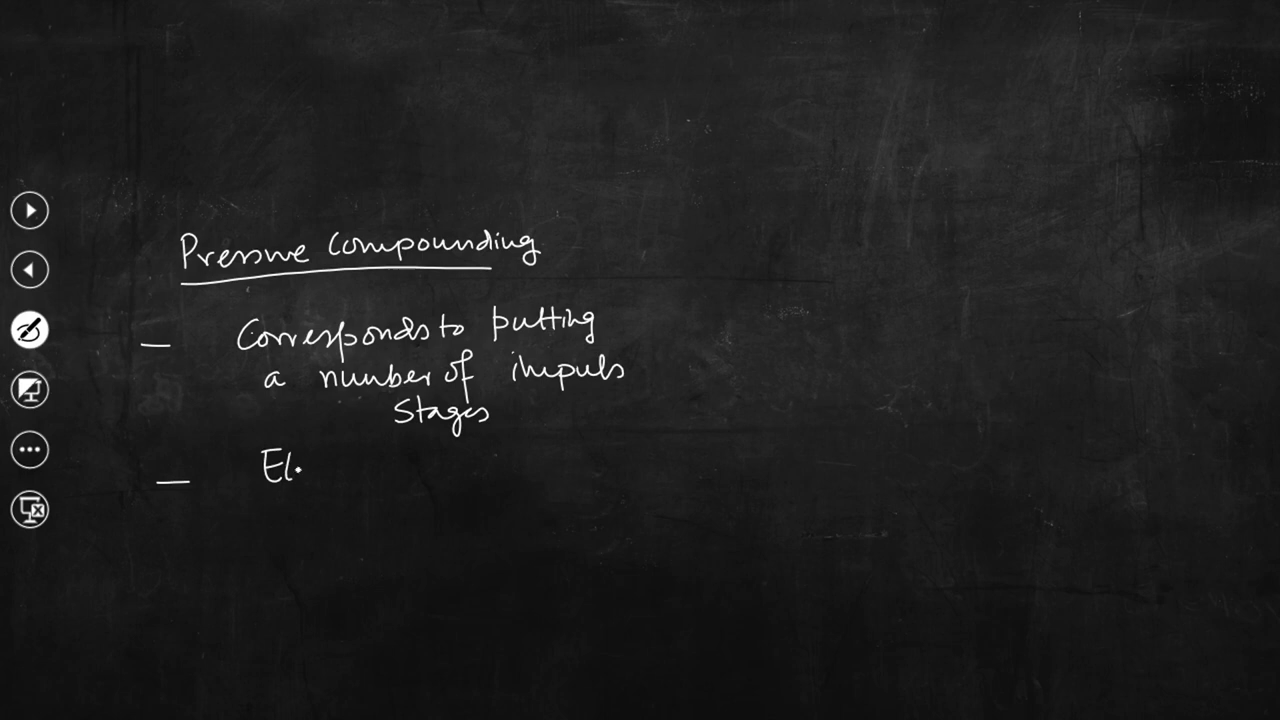 Pressure Compounding
– Corresponds to putting
a number of impuls
stages
– El.